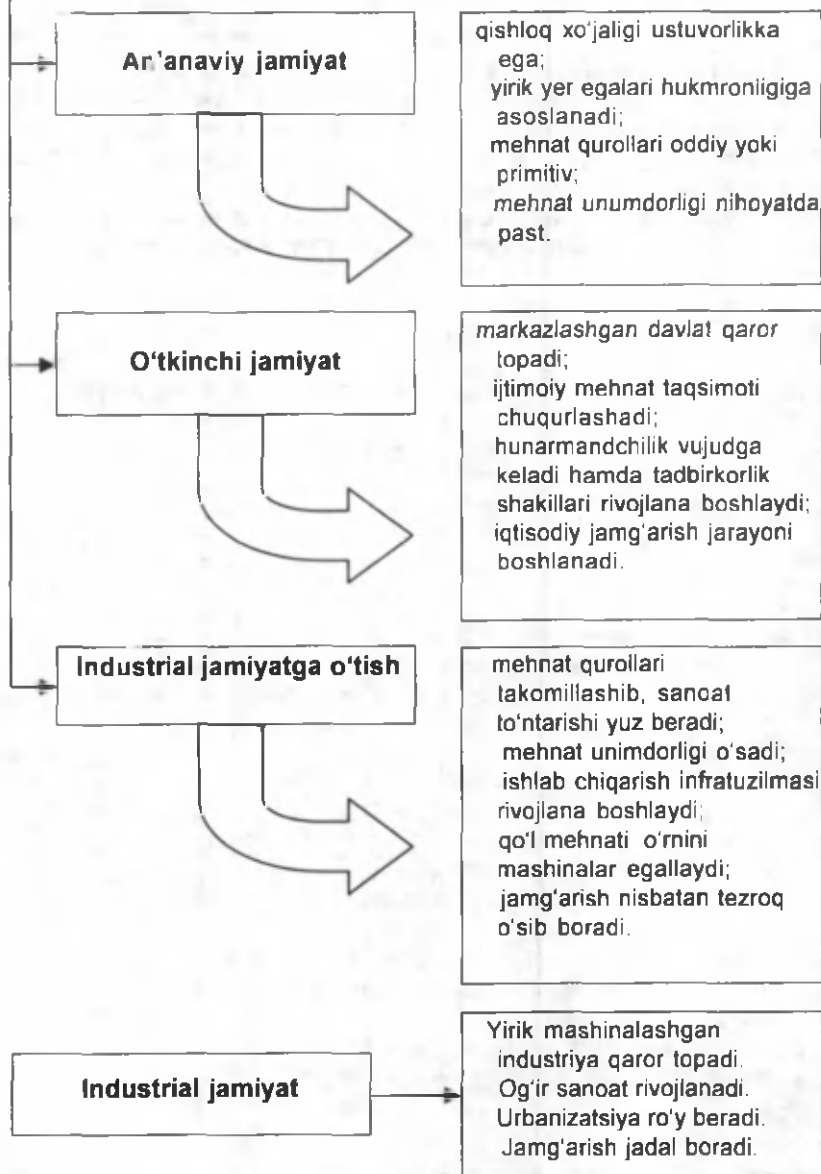 An'anaviy jamiyat
qishloq xo'jaligi ustuvorlikka
ega;
yirik yer egalari hukmronligiga
asoslanadi;
mehnat qurollari oddiy yoki
primitiv;
mehnat unumdorligi nihoyatda
past.
O'tkinchi jamiyat
markazlashgan davlat qaror
topadi;
ijtimoiy mehnat taqsimoti
chuqurlashadi;
hunarmandchilik vujudga
keladi hamda tadbirkorlik
shakillari rivojlana boshlaydi;
iqtisodiy jamg'arish jarayoni
boshlanadi.
Industrial jamiyatga o'tish
mehnat qurollari
takomillashib, sanoat
to'ntarishi yuz beradi;
mehnat unimdorligi o'sadi;
ishlab chiqarish infratuzilmasi
rivojlana boshlaydi;
qo'l mehnati o'rnini
mashinalar egallaydi;
jamg'arish nisbatan tezroq
o'sib boradi.
Industrial jamiyat
Yirik mashinalashgan
industriya qaror topadi.
Og'ir sanoat rivojlanadi.
Urbanizatsiya ro'y beradi.
Jamg'arish jadal boradi.